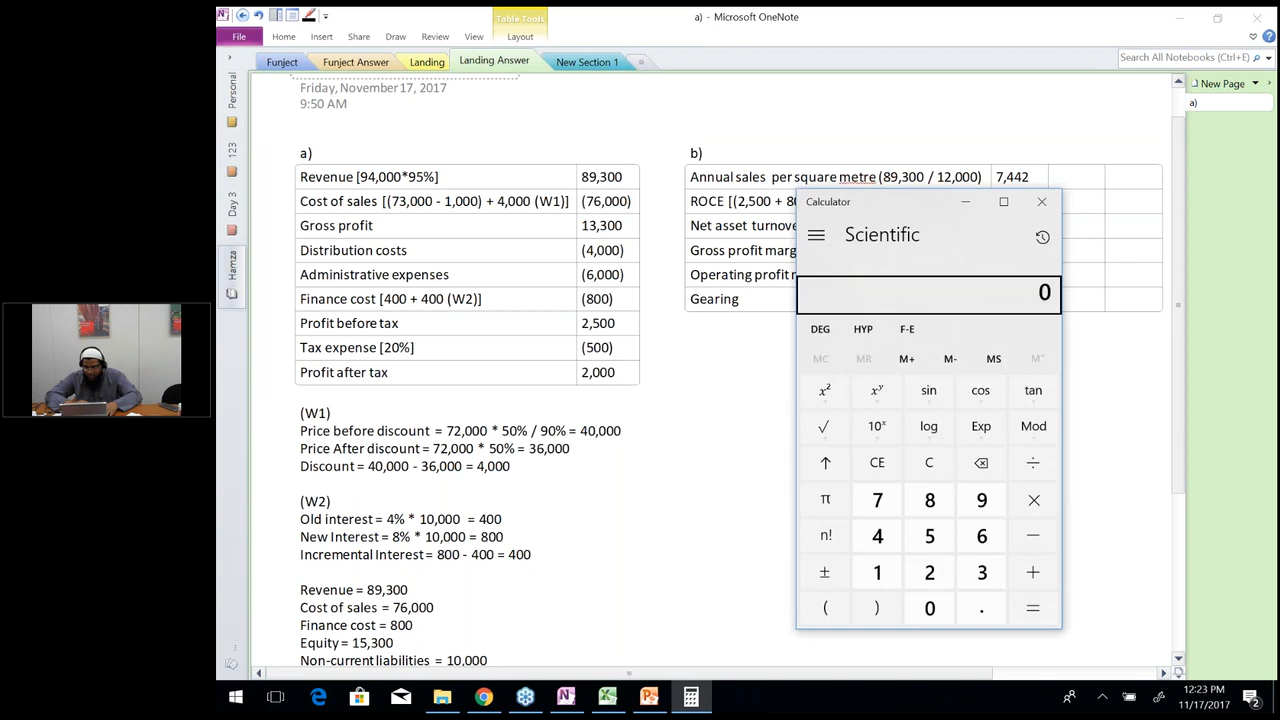 Table Tools
a) - Microsoft OneNote
File Home Insert Share Draw Review View Layout
Funject Funject Answer Landing Landing Answer New Section 1
Search All Notebooks (Ctrl+E)
New Page
a)
Personal
123
Day 3
Hamza
Friday, November 17, 2017
9:50 AM
a)
Revenue [94,000*95%] 89,300
Cost of sales [(73,000 - 1,000) + 4,000 (W1)] (76,000)
Gross profit 13,300
Distribution costs (4,000)
Administrative expenses (6,000)
Finance cost [400 + 400 (W2)] (800)
Profit before tax 2,500
Tax expense [20%] (500)
Profit after tax 2,000
(W1)
Price before discount = 72,000 * 50% / 90% = 40,000
Price After discount = 72,000 * 50% = 36,000
Discount = 40,000 - 36,000 = 4,000
(W2)
Old interest = 4% * 10,000 = 400
New Interest = 8% * 10,000 = 800
Incremental Interest = 800 - 400 = 400
Revenue = 89,300
Cost of sales = 76,000
Finance cost = 800
Equity = 15,300
Non-current liabilities = 10,000
b)
Annual sales per square metre (89,300 / 12,000) 7,442
ROCE [(2,500 + 80
Net asset turnove
Gross profit marg
Operating profit m
Gearing
Calculator
Scientific
0
DEG HYP F-E
MC MR M+ M- MS M˅
x² xʸ sin cos tan
√ 10ˣ log Exp Mod
↑ CE C ⌫ ÷
π 7 8 9 ×
n! 4 5 6 −
± 1 2 3 +
( ) 0 . =
12:23 PM
11/17/2017
2